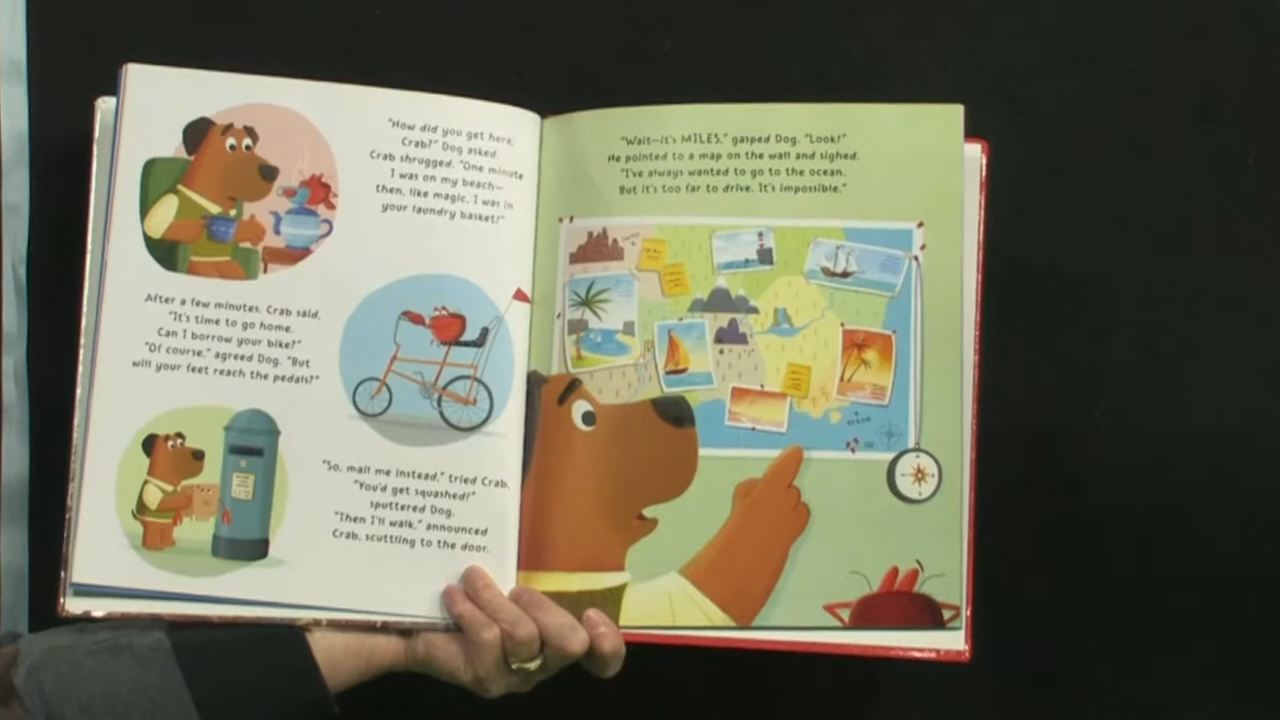 "How did you get here,
Crab?" Dog asked.
Crab shrugged. "One minute
I was on my beach—
then, like magic, I was in
your laundry basket!"
After a few minutes, Crab said,
"It's time to go home.
Can I borrow your bike?"
"Of course," agreed Dog. "But
will your feet reach the pedals?"
"So, mail me instead," tried Crab.
"You'd get squashed!"
sputtered Dog.
"Then I'll walk," announced
Crab, scuttling to the door.
"Wait—it's MILES," gasped Dog. "Look!"
He pointed to a map on the wall and sighed.
"I've always wanted to go to the ocean.
But it's too far to drive. It's impossible."